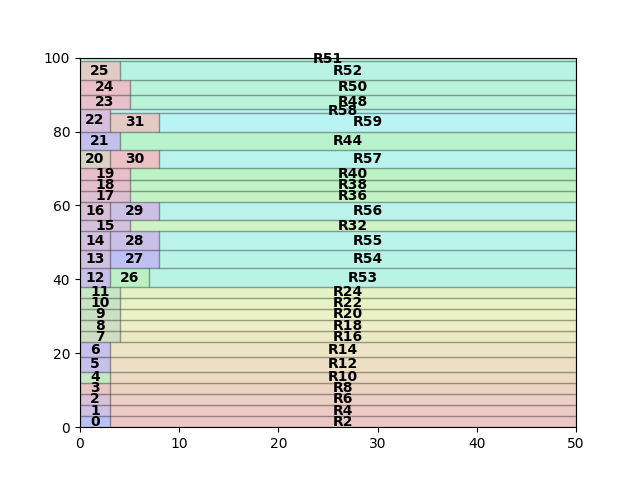 100
R51
25 R52
24 R50
23 R48
R58
22 31 R59
80
21 R44
20 30 R57
19 R40
18 R38
17 R36
60
16 29 R56
15 R32
14 28 R55
13 27 R54
40
12 26 R53
11 R24
10 R22
9 R20
8 R18
7 R16
20
6 R14
5 R12
4 R10
3 R8
2 R6
1 R4
0 R2
0
0 10 20 30 40 50